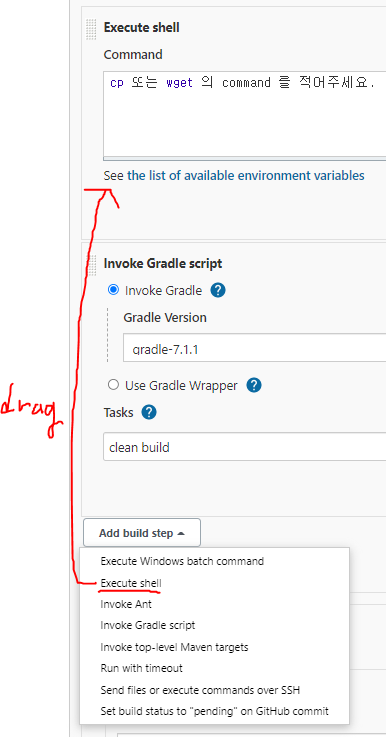 Execute shell
Command
cp 또는 wget 의 command 를 적어주세요.
See the list of available environment variables
Invoke Gradle script
Invoke Gradle ?
Gradle Version
gradle-7.1.1
drag
Use Gradle Wrapper ?
Tasks ?
clean build
Add build step
Execute Windows batch command
Execute shell
Invoke Ant
Invoke Gradle script
Invoke top-level Maven targets
Run with timeout
Send files or execute commands over SSH
Set build status to "pending" on GitHub commit